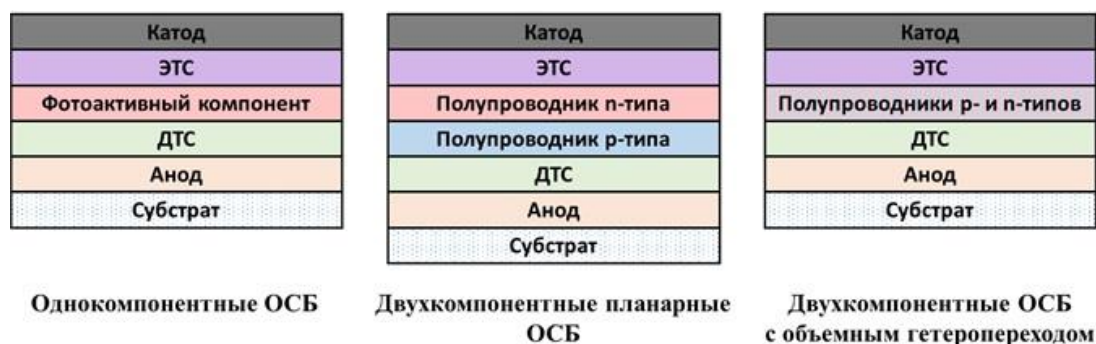 Катод
ЭТС
Фотоактивный компонент
ДТС
Анод
Субстрат
Однокомпонентные ОСБ
Катод
ЭТС
Полупроводник n-типа
Полупроводник p-типа
ДТС
Анод
Субстрат
Двухкомпонентные планарные
ОСБ
Катод
ЭТС
Полупроводники p- и n-типов
ДТС
Анод
Субстрат
Двухкомпонентные ОСБ
с объемным гетеропереходом